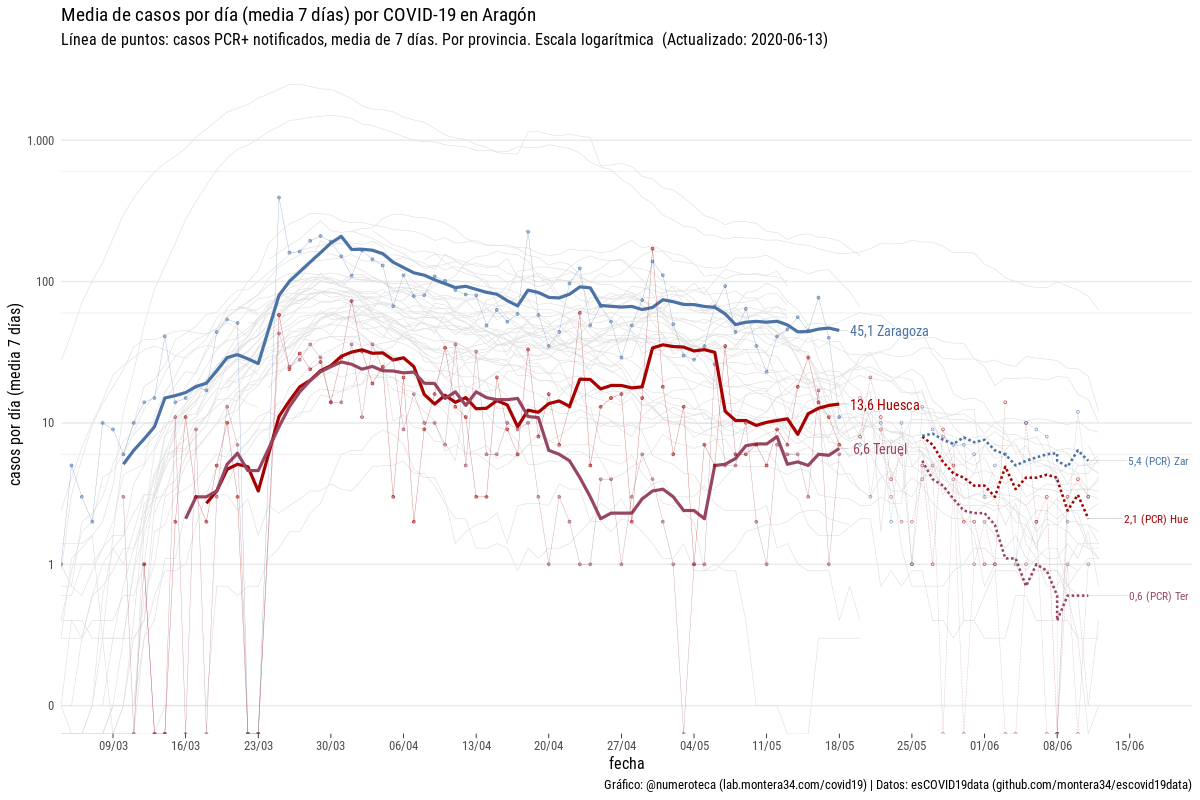 Media de casos por día (media 7 días) por COVID-19 en Aragón
Línea de puntos: casos PCR+ notificados, media de 7 días. Por provincia. Escala logarítmica  (Actualizado: 2020-06-13)
casos por día (media 7 días)
1.000
100
10
1
0
45,1 Zaragoza
13,6 Huesca
6,6 Teruel
5,4 (PCR) Zar
2,1 (PCR) Hue
0,6 (PCR) Ter
09/03 16/03 23/03 30/03 06/04 13/04 20/04 27/04 04/05 11/05 18/05 25/05 01/06 08/06 15/06
fecha
Gráfico: @numeroteca (lab.montera34.com/covid19) | Datos: esCOVID19data (github.com/montera34/escovid19data)